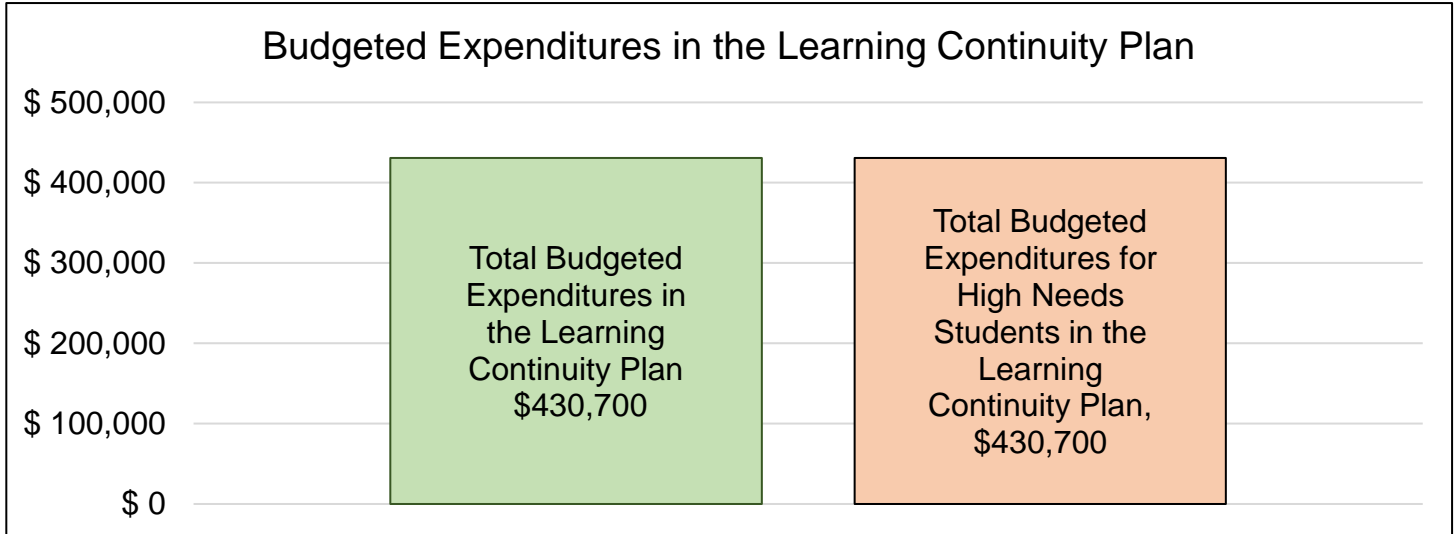 Budgeted Expenditures in the Learning Continuity Plan
$ 500,000
$ 400,000
$ 300,000
$ 200,000
$ 100,000
$ 0
Total Budgeted
Expenditures in
the Learning
Continuity Plan
$430,700
Total Budgeted
Expenditures for
High Needs
Students in the
Learning
Continuity Plan,
$430,700